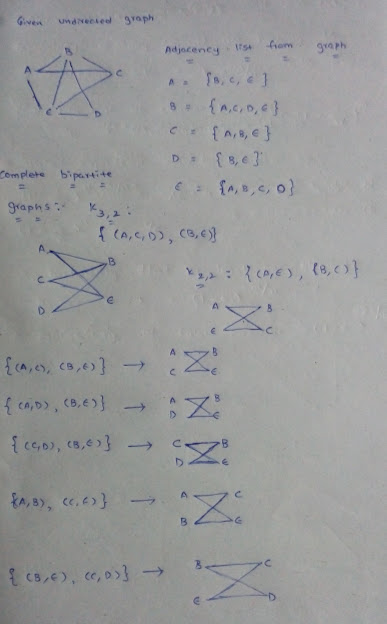 Given undirected graph
B
A
C
E
D
Adjacency list from graph
A = {B, C, E}
B = {A, C, D, E}
C = {A, B, E}
D = {B, E}
E = {A, B, C, D}
Complete bipartite
graphs :- K3,2 :
{(A, C, D), (B, E)}
A
B
C
D
E
K2,2 : {(A, E), (B, C)}
A B
E C
{(A, C), (B, E)} → A B
C E
{(A, D), (B, E)} → A B
D E
{(C, D), (B, E)} → C B
D E
{(A, B), (C, E)} → A C
B E
{(B, E), (C, D)} → B C
E D